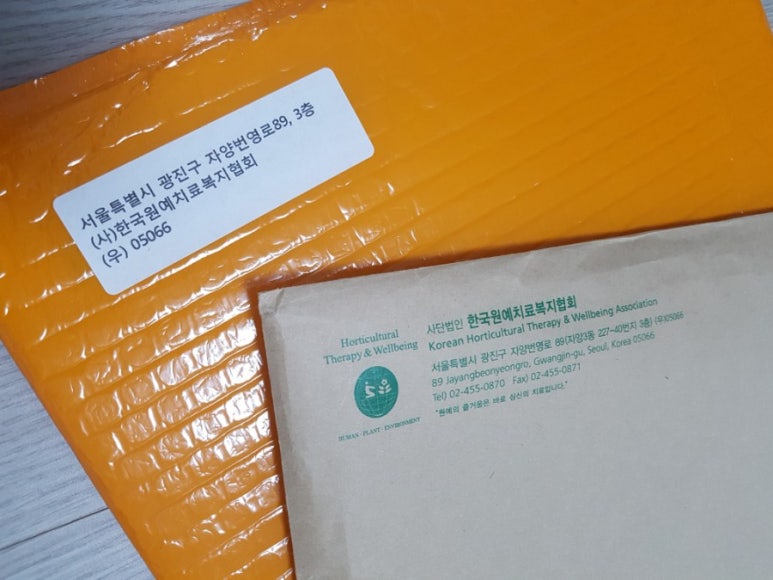 서울특별시 광진구 자양번영로89, 3층
(사)한국원예치료복지협회
(우) 05066
Horticultural
Therapy & Wellbeing
HUMAN · PLANT · ENVIRONMENT
사단법인 한국원예치료복지협회
Korean Horticultural Therapy & Wellbeing Association
서울특별시 광진구 자양번영로 89(자양3동 227-40번지 3층) (우)05066
89 Jayangbeonyeongro, Gwangjin-gu, Seoul, Korea 05066
Tel) 02-455-0870 Fax) 02-455-0871
"원예의 즐거움은 바로 심신의 치료입니다."